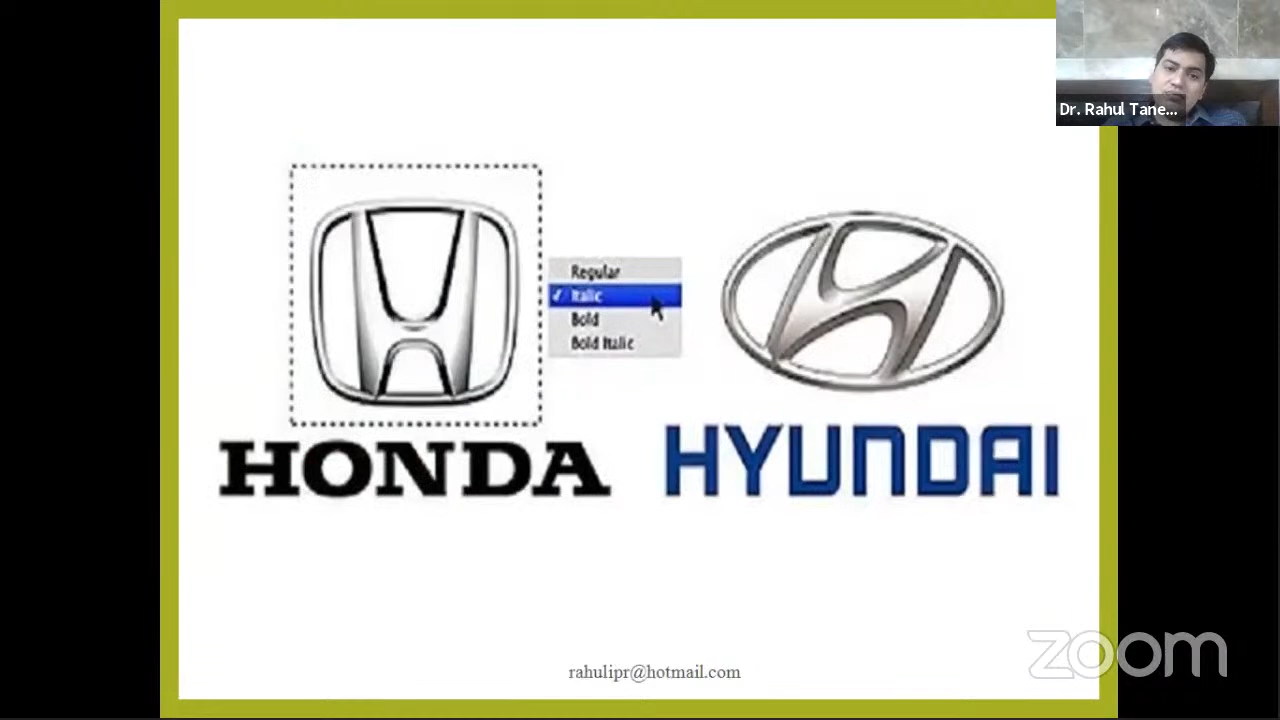 Dr. Rahul Tane...
Regular
✓ Italic
Bold
Bold Italic
HONDA
HYUNDAI
zoom
rahulipr@hotmail.com